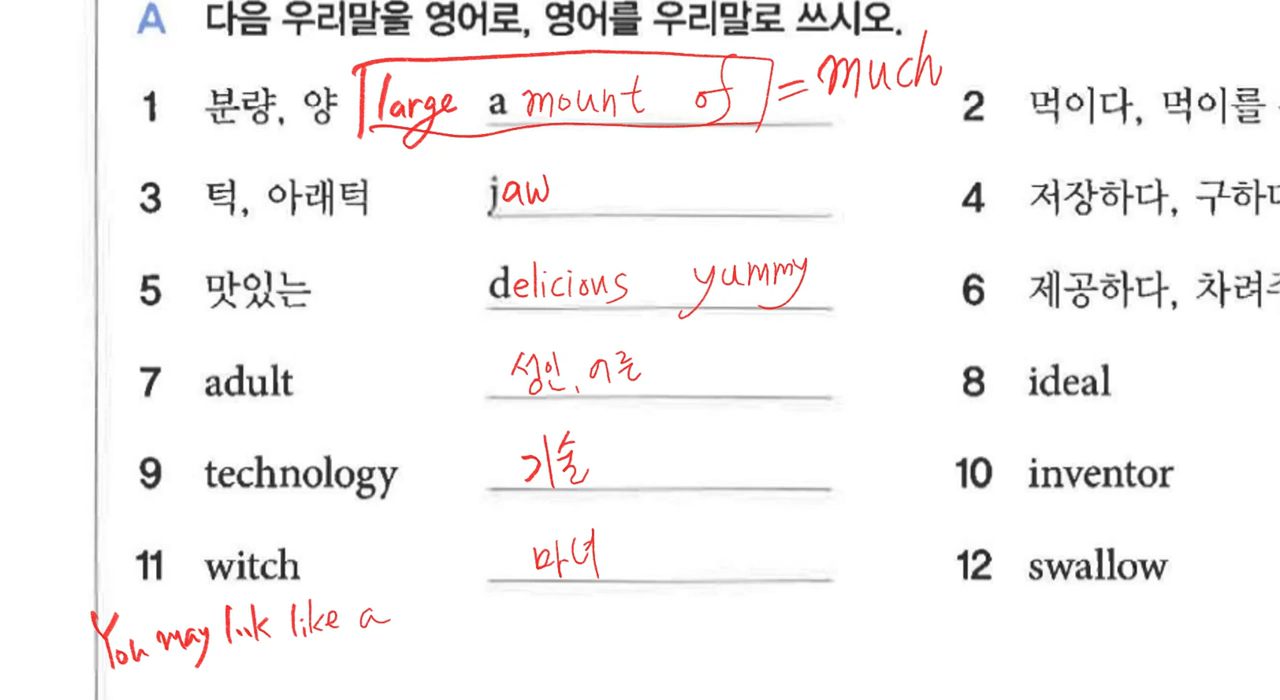 A 다음 우리말을 영어로, 영어를 우리말로 쓰시오.
1 분량, 양 large amount of = much 2 먹이다, 먹이를
3 턱, 아래턱 jaw 4 저장하다, 구하다
5 맛있는 delicious yummy 6 제공하다, 차려주
7 adult 성인, 어른 8 ideal
9 technology 기술 10 inventor
11 witch 마녀 12 swallow
You may look like a